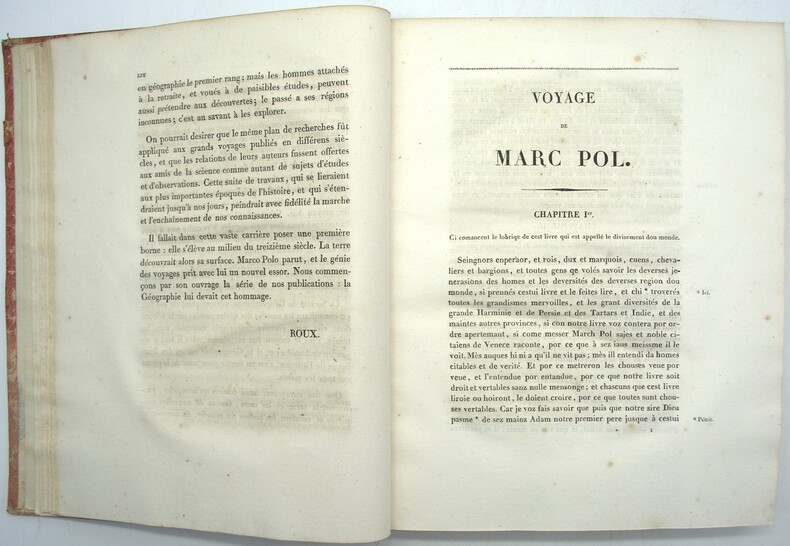 LIV
en géographie le premier rang; mais les hommes attachés
à la retraite, et voués à de paisibles études, peuvent
aussi prétendre aux découvertes; le passé a ses régions
inconnues; c'est au savant à les explorer.
On pourrait desirer que le même plan de recherches fût
appliqué aux grands voyages publiés en différens siè-
cles, et que les relations de leurs auteurs fussent offertes
aux amis de la science comme autant de sujets d'études
et d'observations. Cette suite de travaux, qui se lieraient
aux plus importantes époques de l'histoire, et qui s'éten-
draient jusqu'à nos jours, peindrait avec fidélité la marche
et l'enchaînement de nos connaissances.
Il fallait dans cette vaste carrière poser une première
borne : elle s'élève au milieu du treizième siècle. La terre
découvrait alors sa surface. Marco Polo parut, et le génie
des voyages prit avec lui un nouvel essor. Nous commen-
çons par son ouvrage la série de nos publications : la
Géographie lui devait cet hommage.
ROUX.
VOYAGE
DE
MARC POL.
CHAPITRE Ier.
Ci comancent le lobrique de cest livre qui est appellé le divisement dou monde.
Seingnors enperhor, et rois, dux et marquois, cuens, cheva-
liers et bargions, et toutes gens qe volés savoir les deverses je-
nerasions des homes et les deversités des deverses region dou
monde, si prennés cestui livre et le feites lire, et chi * troverés
* Ici.
toutes les grandismes mervoilles, et les grant diversités de la
grande Harminie et de Persie et des Tartars et Indie, et des
maintes autres provinces, si con notre livre voz contera por or-
dre apertemant, si come messer March Pol sajes et noble ci-
taiens de Venece raconte, por ce que à sez iaus meissme il le
voit. Mès auques hi ni a qu'il ne vit pas; mès ill entendi da homes
citables et de verité. Et por ce metreron les chouses veue por
veue, et l'entendue por entandue, por ce que notre livre soit
droit et vertables sanz nulle mensonge; et chascuns que cest livre
liroie ou hoiront, le doient croire, por ce que toutes sunt chou-
ses vertables. Car je voz fais savoir que puis que notre sire Dieu
pasme * de sez mainz Adam notre premier pere jusque à cestui
* Pétrit.
1